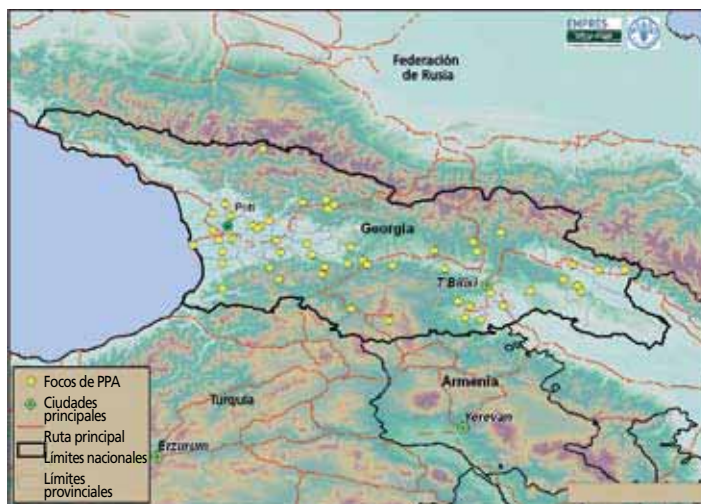 EMPRES
Federación
de Rusia
Poti
Georgia
T'Bilixi
Armenia
Turquía
Yerevan
Erzurum
Focos de PPA
Ciudades
principales
Ruta principal
Límites nacionales
Límites
provinciales